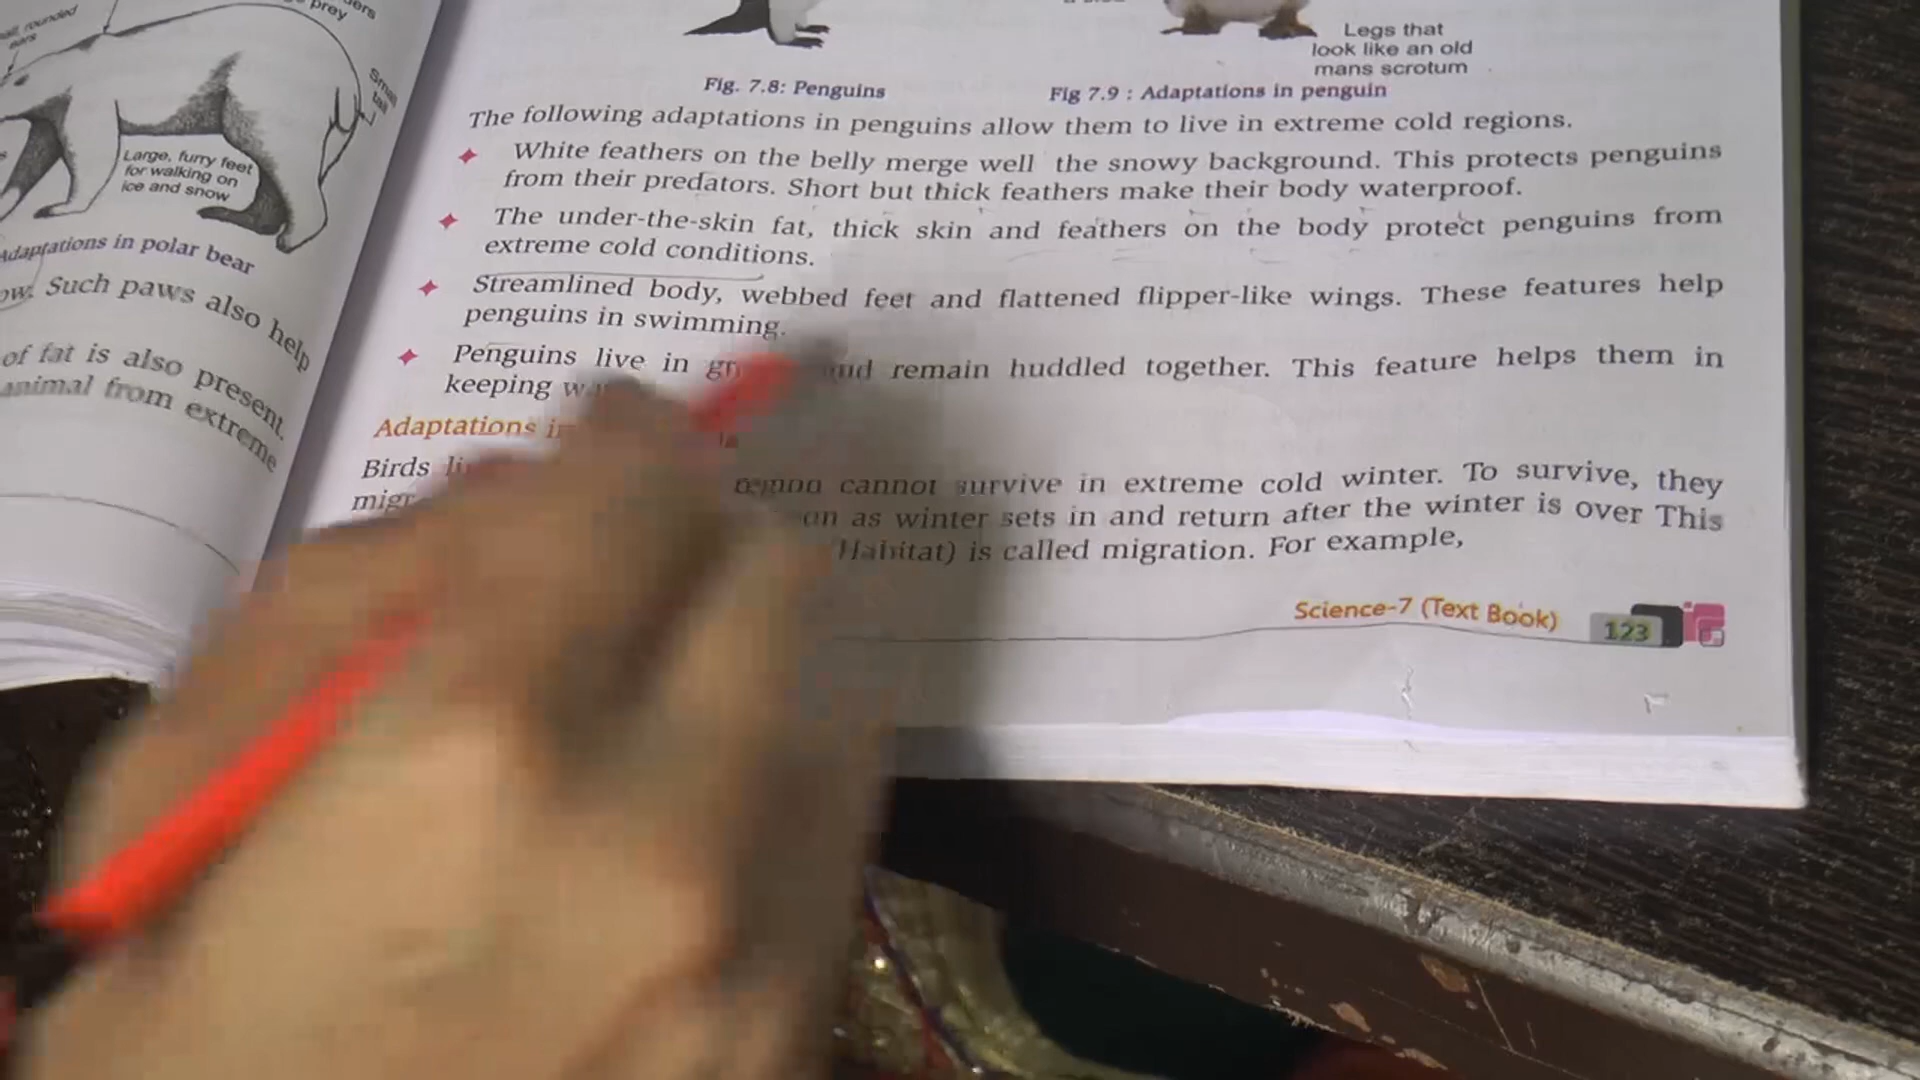 prey
ears
Small
tail
Large, furry feet
for walking on
ice and snow
Adaptations in polar bear
Such paws also help
of fat is also present.
animal from extreme
Legs that
look like an old
mans scrotum
Fig. 7.8: Penguins
Fig 7.9 : Adaptations in penguin
The following adaptations in penguins allow them to live in extreme cold regions.
White feathers on the belly merge well the snowy background. This protects penguins
from their predators. Short but thick feathers make their body waterproof.
The under-the-skin fat, thick skin and feathers on the body protect penguins from
extreme cold conditions.
Streamlined body, webbed feet and flattened flipper-like wings. These features help
penguins in swimming.
Penguins live in remain huddled together. This feature helps them in
keeping
Adaptations
Birds region cannot survive in extreme cold winter. To survive, they
as winter sets in and return after the winter is over This
Habitat) is called migration. For example,
Science-7 (Text Book) 123